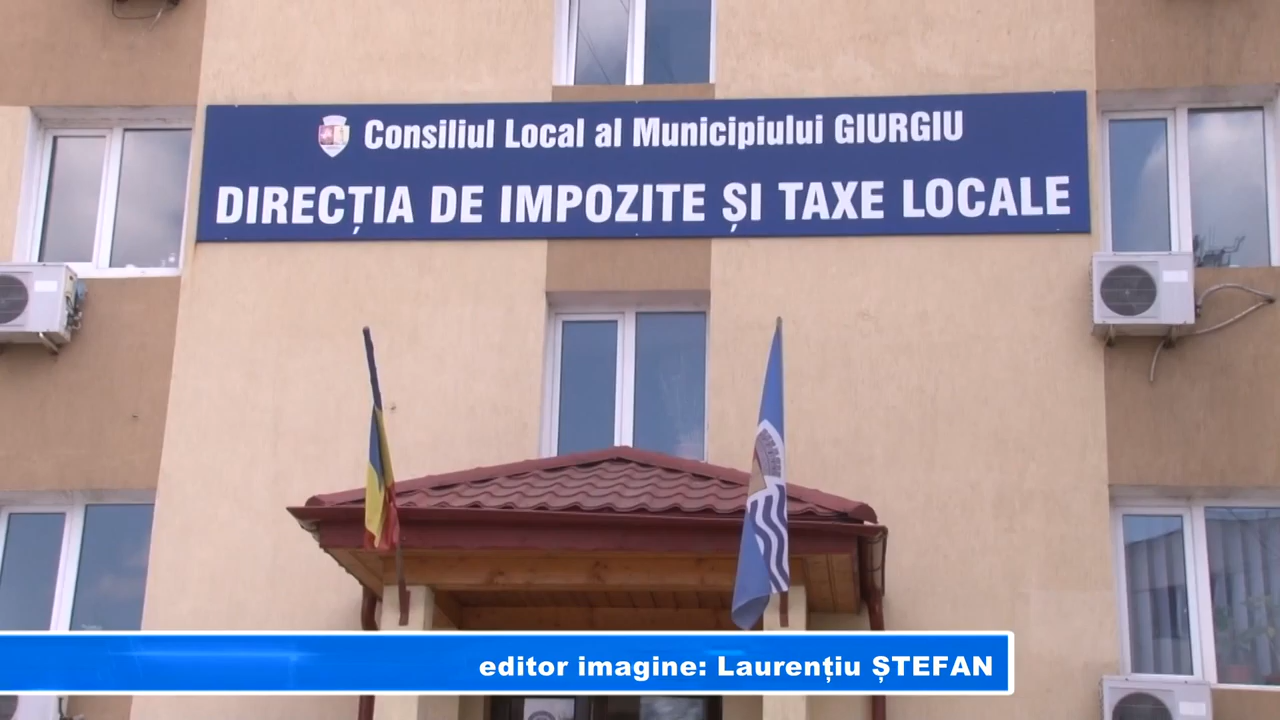 Consiliul Local al Municipiului GIURGIU
DIRECȚIA DE IMPOZITE ȘI TAXE LOCALE
editor imagine: Laurențiu ȘTEFAN